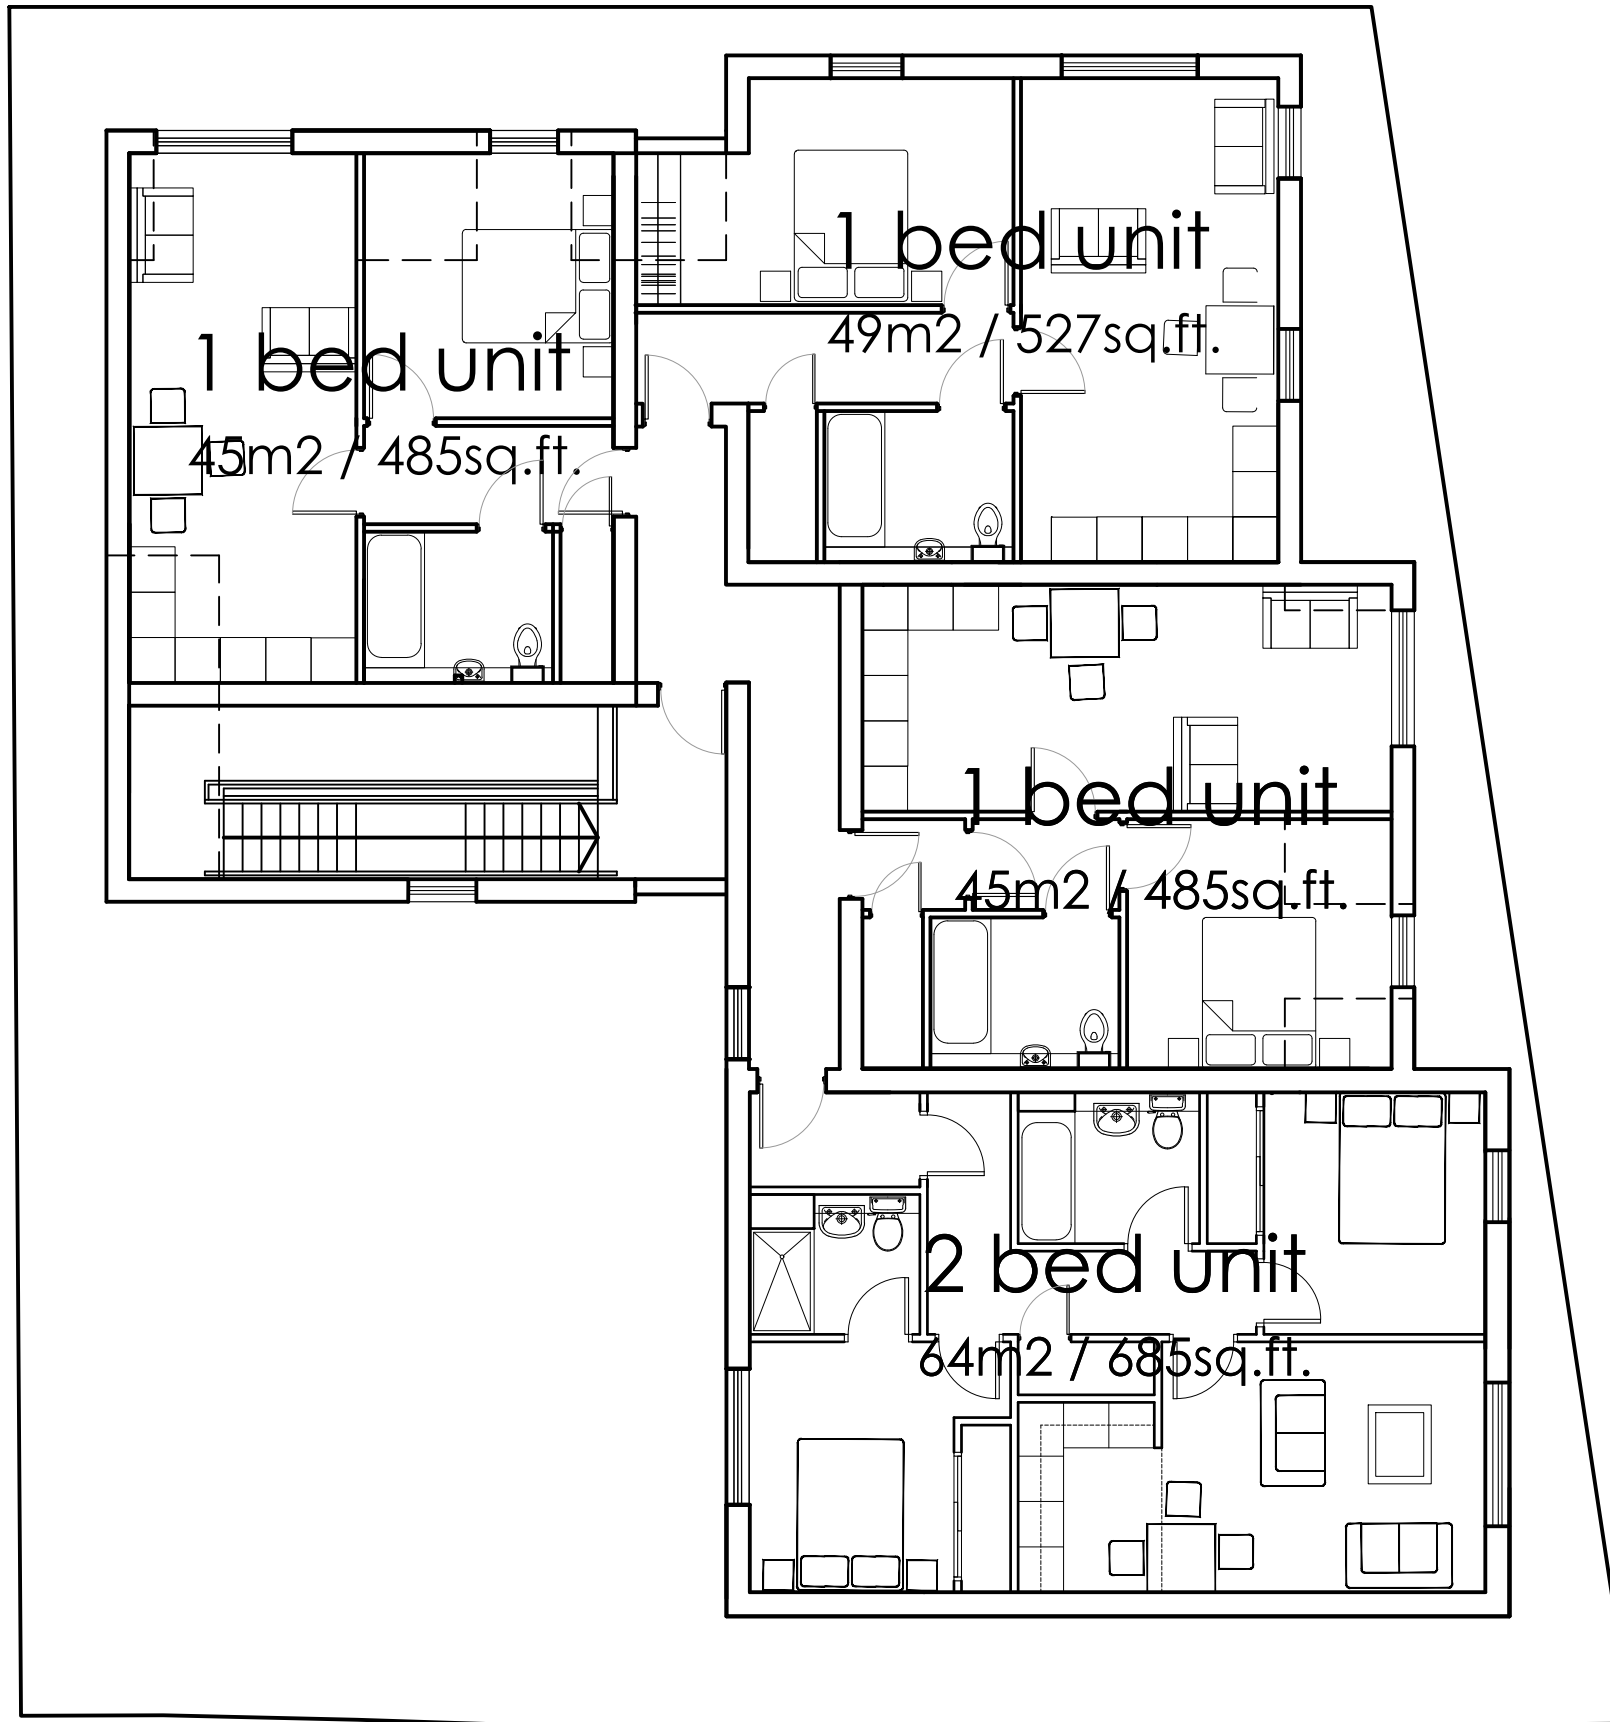 1 bed unit
49m2 / 527sq.ft.
1 bed unit
45m2 / 485sq.ft.
1 bed unit
45m2 / 485sq.ft.
2 bed unit
64m2 / 685sq.ft.